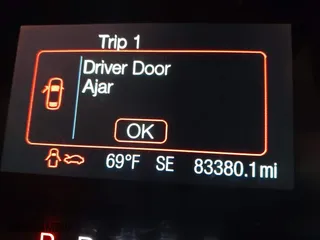 Trip 1
Driver Door
Ajar
OK
69°F SE 83380.1 mi